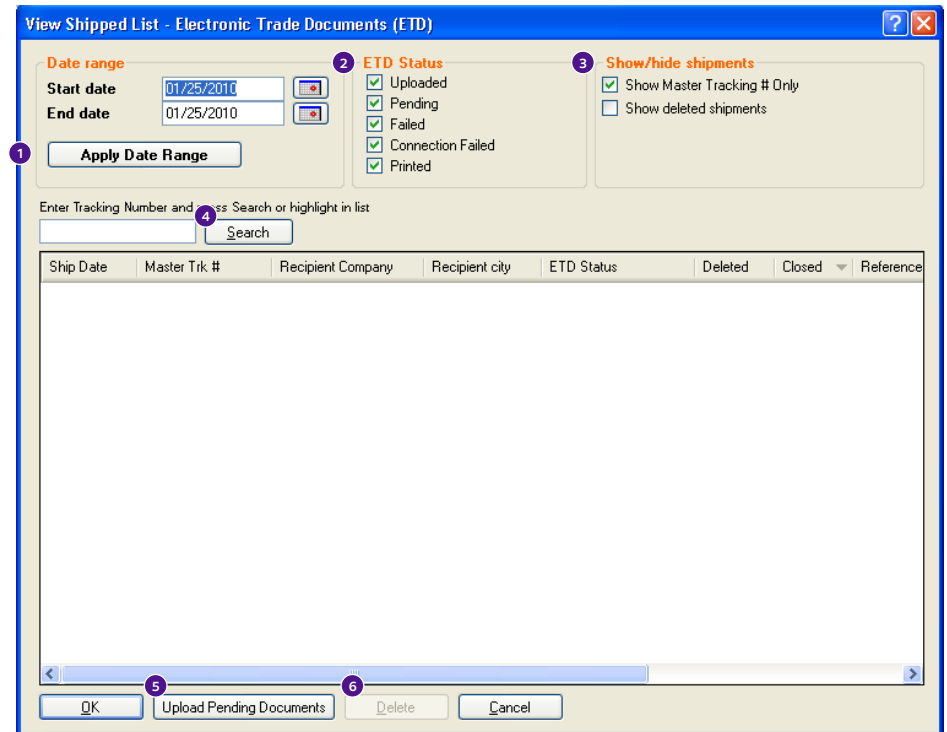 View Shipped List - Electronic Trade Documents (ETD)
Date range
Start date 01/25/2010
End date 01/25/2010
1 Apply Date Range
2 ETD Status
Uploaded
Pending
Failed
Connection Failed
Printed
3 Show/hide shipments
Show Master Tracking # Only
Show deleted shipments
Enter Tracking Number and press Search or highlight in list
4 Search
Ship Date Master Trk # Recipient Company Recipient city ETD Status Deleted Closed Reference
OK 5 Upload Pending Documents 6 Delete Cancel